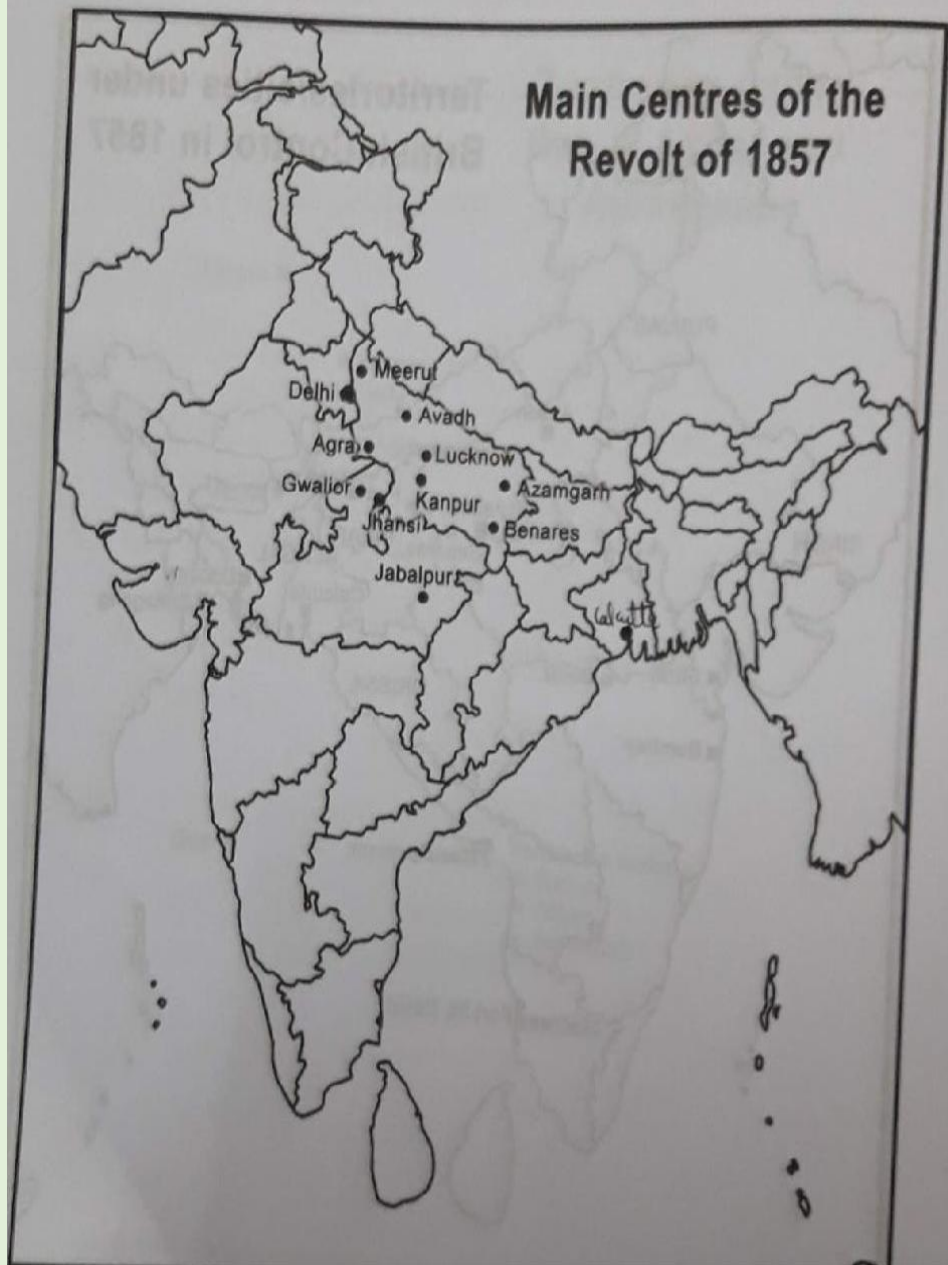 Main Centres of the
Revolt of 1857
Meerut
Delhi
Avadh
Agra
Lucknow
Gwalior
Kanpur
Azamgarh
Jhansi
Benares
Jabalpur
Calcutta